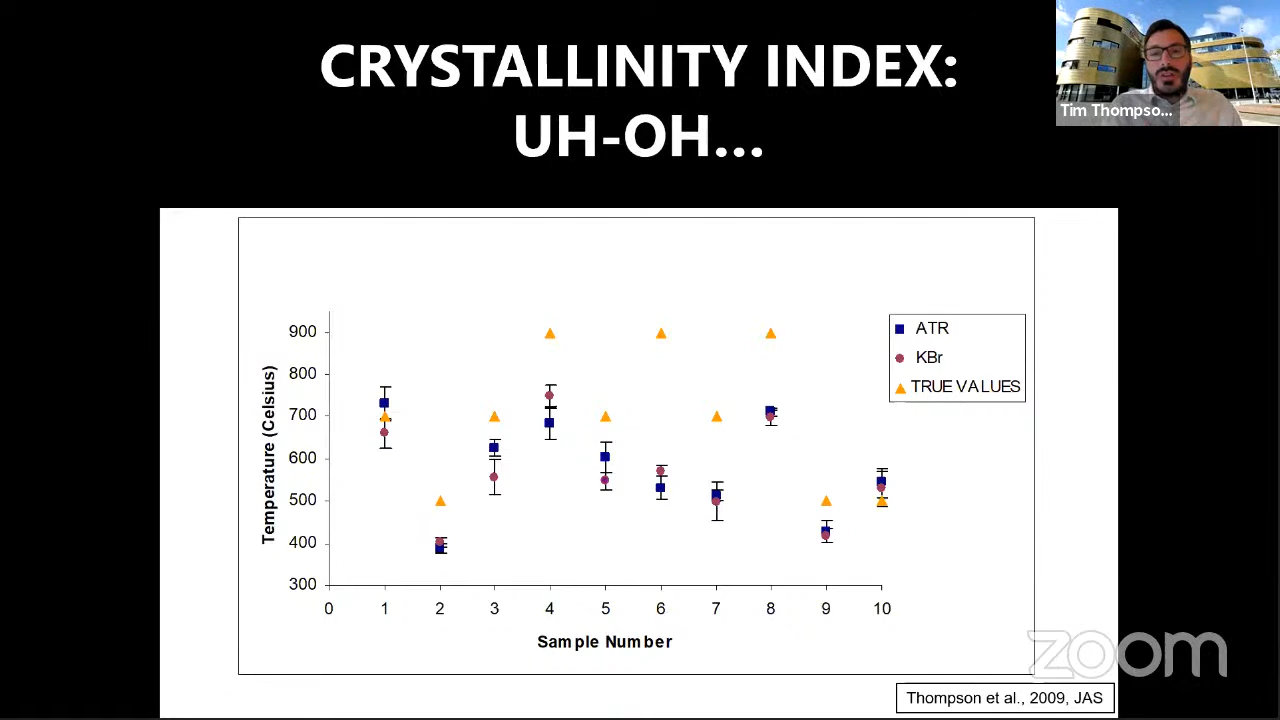 CRYSTALLINITY INDEX:
UH-OH...
Tim Thompso...
900
800
700
600
500
400
300
0 1 2 3 4 5 6 7 8 9 10
Temperature (Celsius)
Sample Number
ATR
KBr
TRUE VALUES
zoom
Thompson et al., 2009, JAS